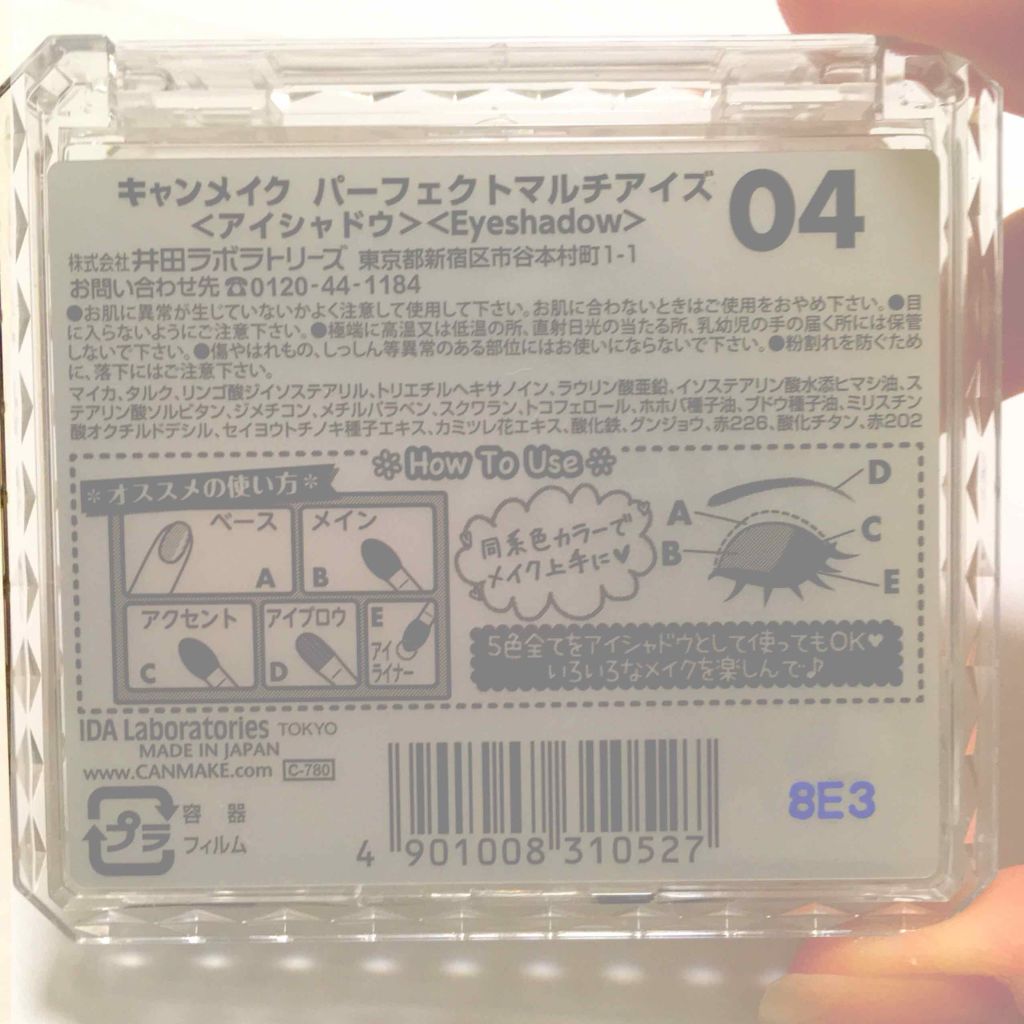 キャンメイク パーフェクトマルチアイズ 04
<アイシャドウ><Eyeshadow>
株式会社 井田ラボラトリーズ 東京都新宿区市谷本村町1-1
お問い合わせ先☎0120-44-1184
●お肌に異常が生じていないかよく注意して使用して下さい。お肌に合わないときはご使用をおやめ下さい。●目
に入らないようにご注意下さい。●極端に高温又は低温の所、直射日光の当たる所、乳幼児の手の届く所には保管
しないで下さい。●傷やはれもの、しっしん等異常のある部位にはお使いにならないで下さい。●粉割れを防ぐため
に、落下にはご注意下さい。
マイカ、タルク、リンゴ酸ジイソステアリル、トリエチルヘキサノイン、ラウリン酸亜鉛、イソステアリン酸水添ヒマシ油、ス
テアリン酸ソルビタン、ジメチコン、メチルパラベン、スクワラン、トコフェロール、ホホバ種子油、ブドウ種子油、ミリスチン
酸オクチルドデシル、セイヨウトチノキ種子エキス、カミツレ花エキス、酸化鉄、グンジョウ、赤226、酸化チタン、赤202
How To Use
オススメの使い方
ベース
A
メイン
B
アクセント
C
アイブロウ
D
E
アイ
ライナー
同系色カラーで
メイク上手に♥
A
B
D
C
E
5色全てをアイシャドウとして使ってもOK♥
いろいろなメイクを楽しんで♪
IDA Laboratories TOKYO
MADE IN JAPAN
www.CANMAKE.com C-780
プラ
容器
フィルム
4 901008 310527
8E3